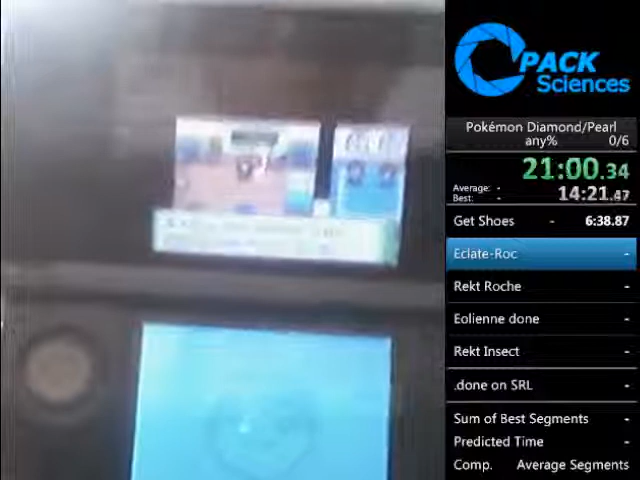 PACK
Sciences
Pokémon Diamond/Pearl
any% 0/6
21:00.34
Average: -
Best: - 14:21.47
Get Shoes - 6:38.87
Eclate-Roc -
Rekt Roche -
Eolienne done -
Rekt Insect -
.done on SRL -
Sum of Best Segments -
Predicted Time -
Comp. Average Segments